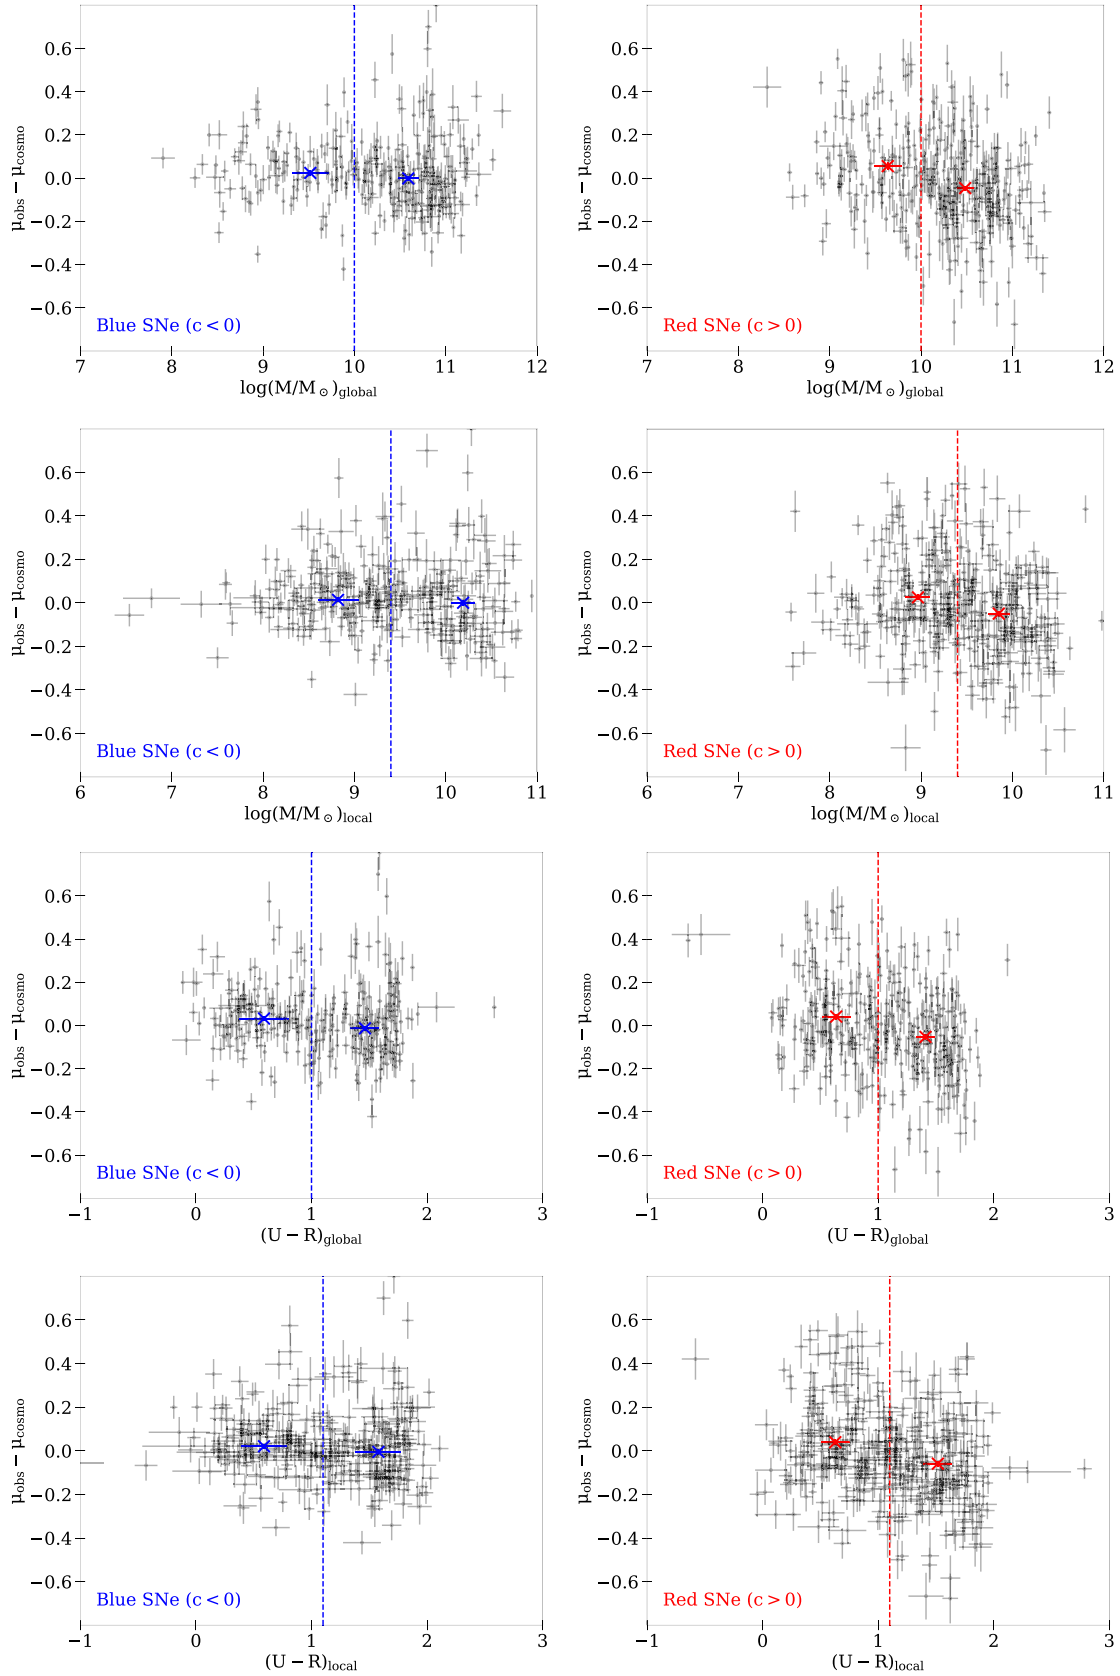 0.6
0.4
0.2
0.0
−0.2
−0.4
−0.6
μobs − μcosmo
Blue SNe (c < 0)
7 8 9 10 11 12
log(M/M⊙)global
0.6
0.4
0.2
0.0
−0.2
−0.4
−0.6
μobs − μcosmo
Red SNe (c > 0)
7 8 9 10 11 12
log(M/M⊙)global
0.6
0.4
0.2
0.0
−0.2
−0.4
−0.6
μobs − μcosmo
Blue SNe (c < 0)
6 7 8 9 10 11
log(M/M⊙)local
0.6
0.4
0.2
0.0
−0.2
−0.4
−0.6
μobs − μcosmo
Red SNe (c > 0)
6 7 8 9 10 11
log(M/M⊙)local
0.6
0.4
0.2
0.0
−0.2
−0.4
−0.6
μobs − μcosmo
Blue SNe (c < 0)
−1 0 1 2 3
(U − R)global
0.6
0.4
0.2
0.0
−0.2
−0.4
−0.6
μobs − μcosmo
Red SNe (c > 0)
−1 0 1 2 3
(U − R)global
0.6
0.4
0.2
0.0
−0.2
−0.4
−0.6
μobs − μcosmo
Blue SNe (c < 0)
−1 0 1 2 3
(U − R)local
0.6
0.4
0.2
0.0
−0.2
−0.4
−0.6
μobs − μcosmo
Red SNe (c > 0)
−1 0 1 2 3
(U − R)local